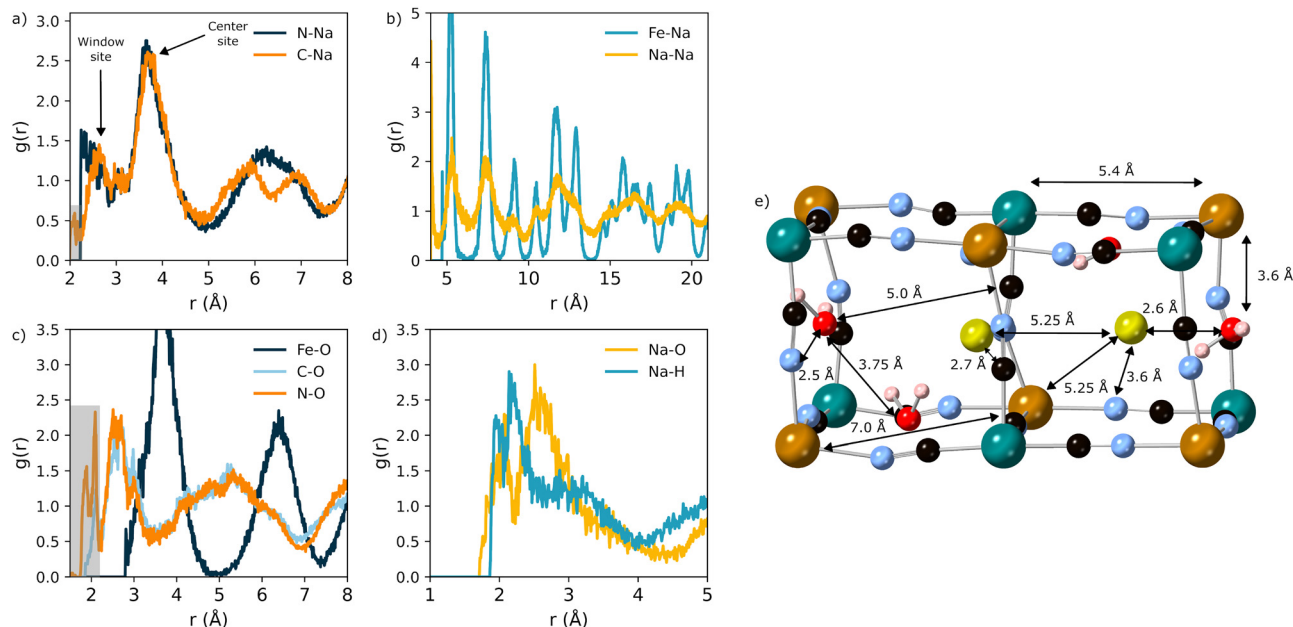 a)
3.0
2.5
2.0
1.5
1.0
0.5
0.0
g(r)
2 3 4 5 6 7 8
r (Å)
Window
site
Center
site
N-Na
C-Na
b)
5
4
3
2
1
0
g(r)
5 10 15 20
r (Å)
Fe-Na
Na-Na
c)
3.5
3.0
2.5
2.0
1.5
1.0
0.5
0.0
g(r)
2 3 4 5 6 7 8
r (Å)
Fe-O
C-O
N-O
d)
3.5
3.0
2.5
2.0
1.5
1.0
0.5
0.0
g(r)
1 2 3 4 5
r (Å)
Na-O
Na-H
e)
5.4 Å
3.6 Å
5.0 Å
5.25 Å
2.6 Å
2.5 Å
3.75 Å
2.7 Å
5.25 Å
3.6 Å
7.0 Å